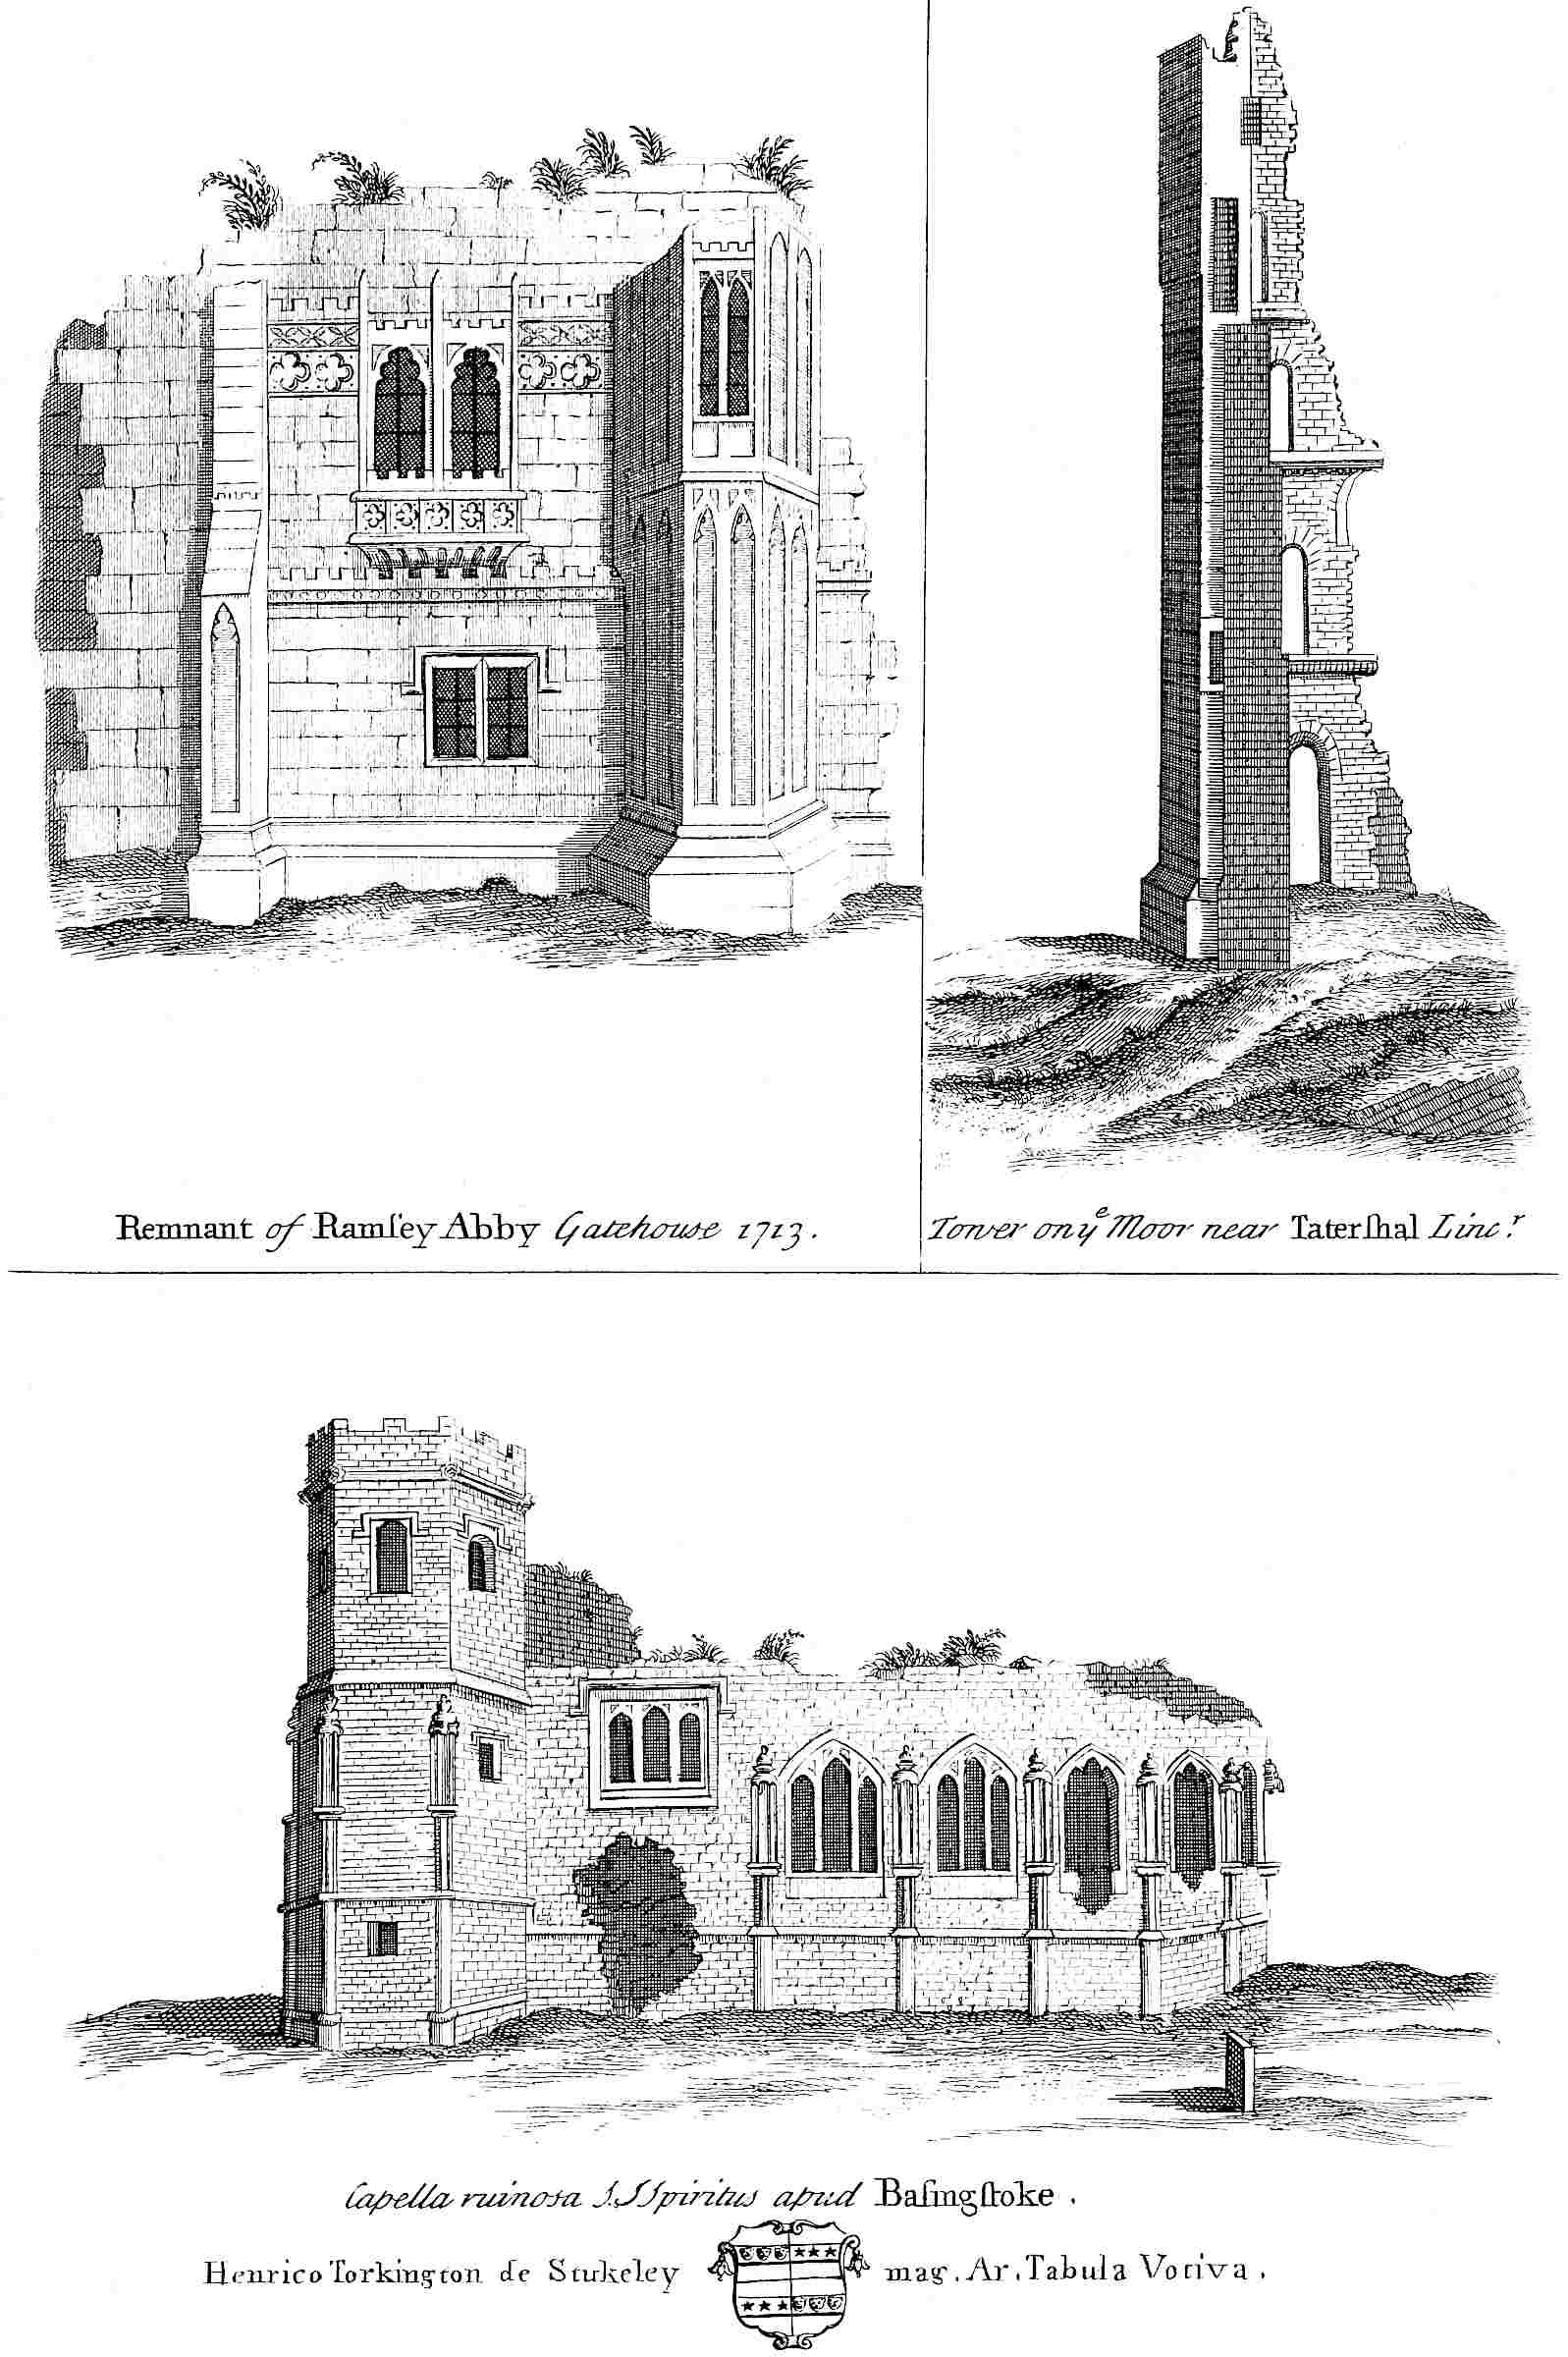 Remnant of Ramſey Abby Gatehouse 1713.
Tower on yᵉ Moor near Taterſhal Lincʳ.
Capella ruinosa S. Spiritus apud Baſingſtoke.
Henrico Torkington de Stukeley mag. Ar. Tabula Votiva.